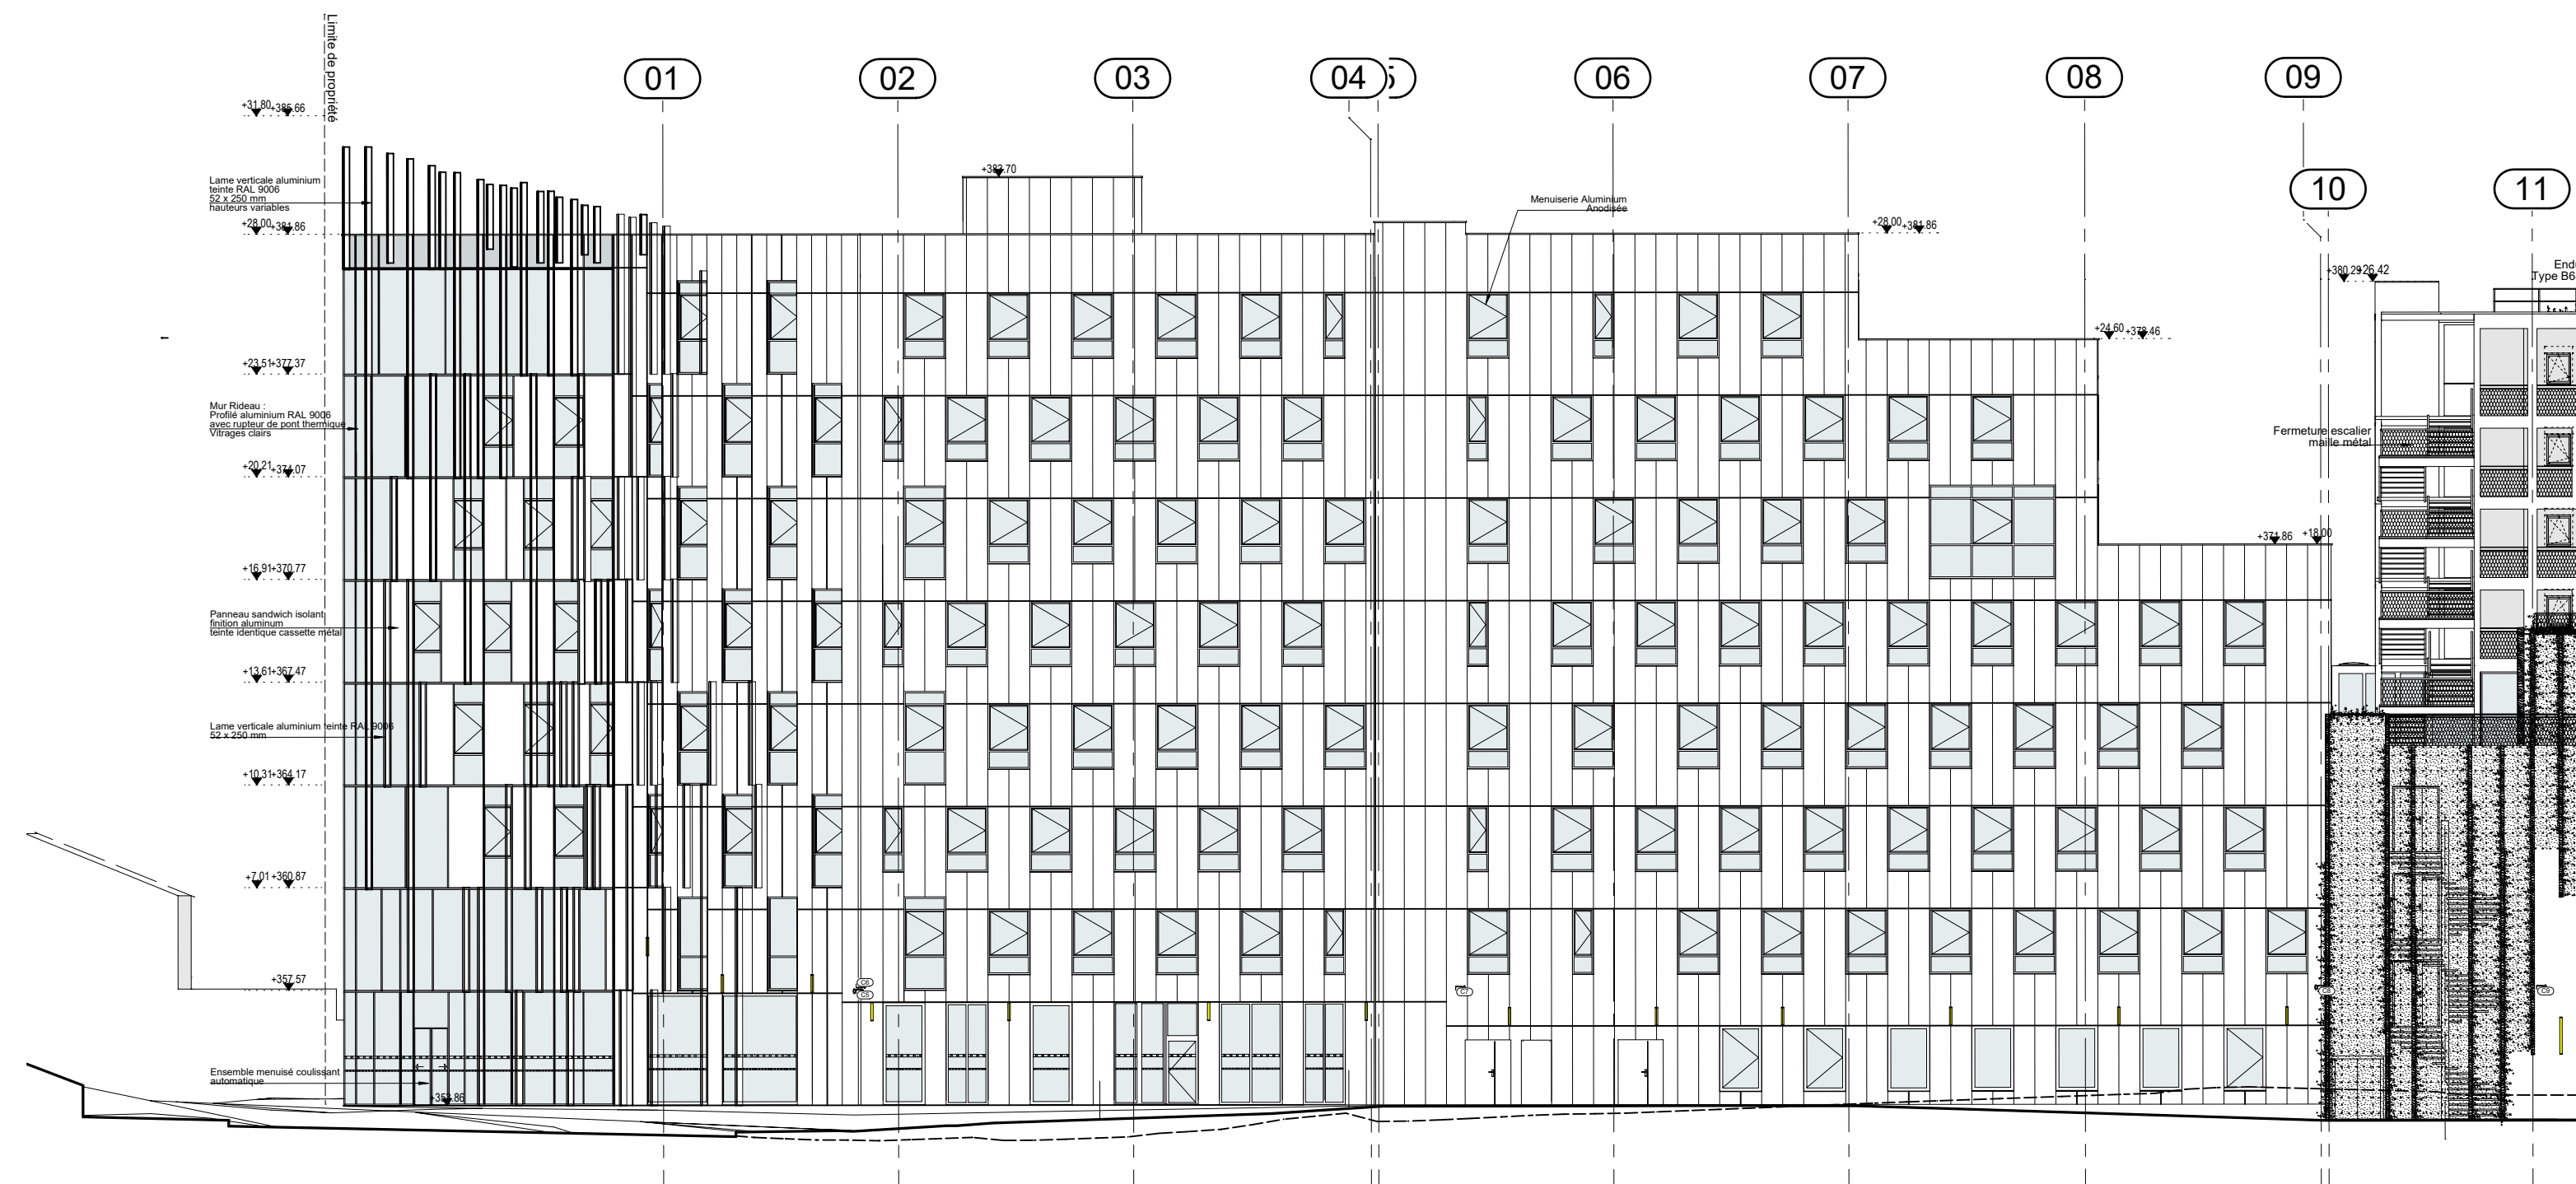 Limite de propriété
01
02
03
04
06
07
08
09
10
11
+31.80 +385.66
Lame verticale aluminium
teinte RAL 9006
52 x 250 mm
hauteurs variables
+28.00 +381.86
+23.51 +377.37
Mur Rideau :
Profilé aluminium RAL 9006
avec rupteur de pont thermique
Vitrages clairs
+20.21 +374.07
+16.91 +370.77
Panneau sandwich isolant
finition aluminum
teinte identique cassette métal
+13.61 +367.47
Lame verticale aluminium teinte RAL 9006
52 x 250 mm
+10.31 +364.17
+7.01 +360.87
+357.57
Ensemble menuisé coulissant
automatique
Menuiserie Aluminium
Anodisée
+28.00 +381.86
+24.60 +378.46
+371.86 +18.00
+380.29 +26.42
Type B6
Fermeture escalier
maille métal
C7